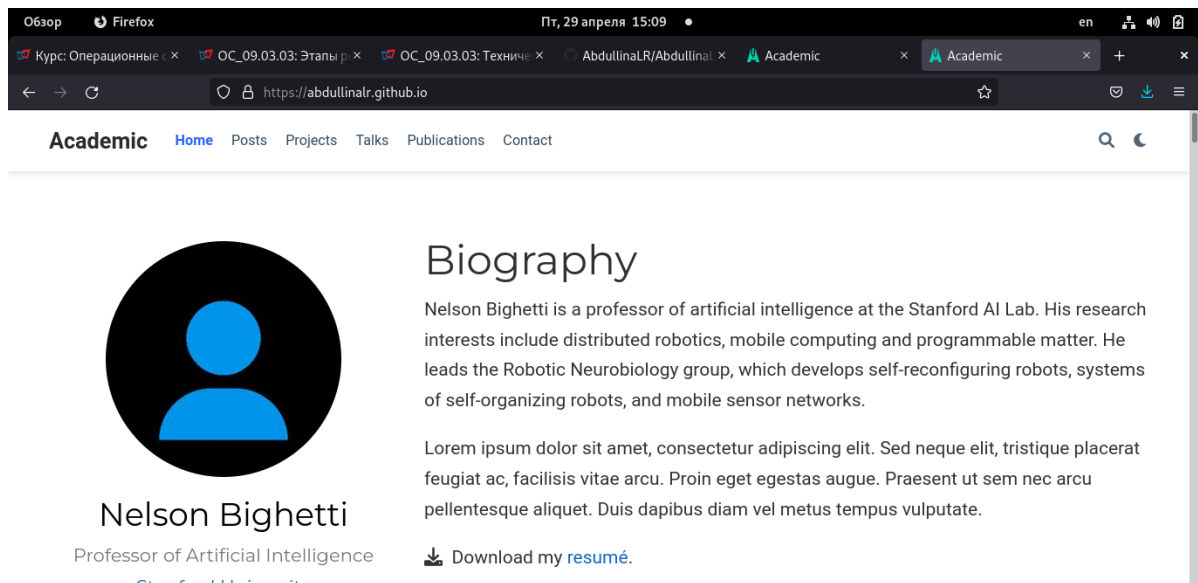 Обзор Firefox Пт, 29 апреля 15:09 en
Курс: Операционные с ОС_09.03.03: Этапы р ОС_09.03.03: Техниче AbdullinaLR/Abdullinal Academic Academic
https://abdullinalr.github.io
Academic Home Posts Projects Talks Publications Contact
Biography
Nelson Bighetti is a professor of artificial intelligence at the Stanford AI Lab. His research
interests include distributed robotics, mobile computing and programmable matter. He
leads the Robotic Neurobiology group, which develops self-reconfiguring robots, systems
of self-organizing robots, and mobile sensor networks.
Lorem ipsum dolor sit amet, consectetur adipiscing elit. Sed neque elit, tristique placerat
feugiat ac, facilisis vitae arcu. Proin eget egestas augue. Praesent ut sem nec arcu
pellentesque aliquet. Duis dapibus diam vel metus tempus vulputate.
Download my resumé.
Nelson Bighetti
Professor of Artificial Intelligence